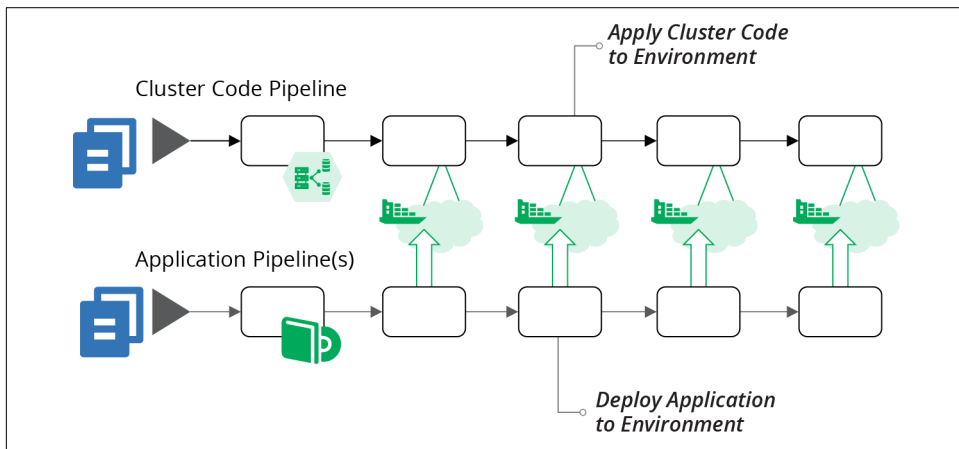 Apply Cluster Code
to Environment
Cluster Code Pipeline
Application Pipeline(s)
Deploy Application
to Environment